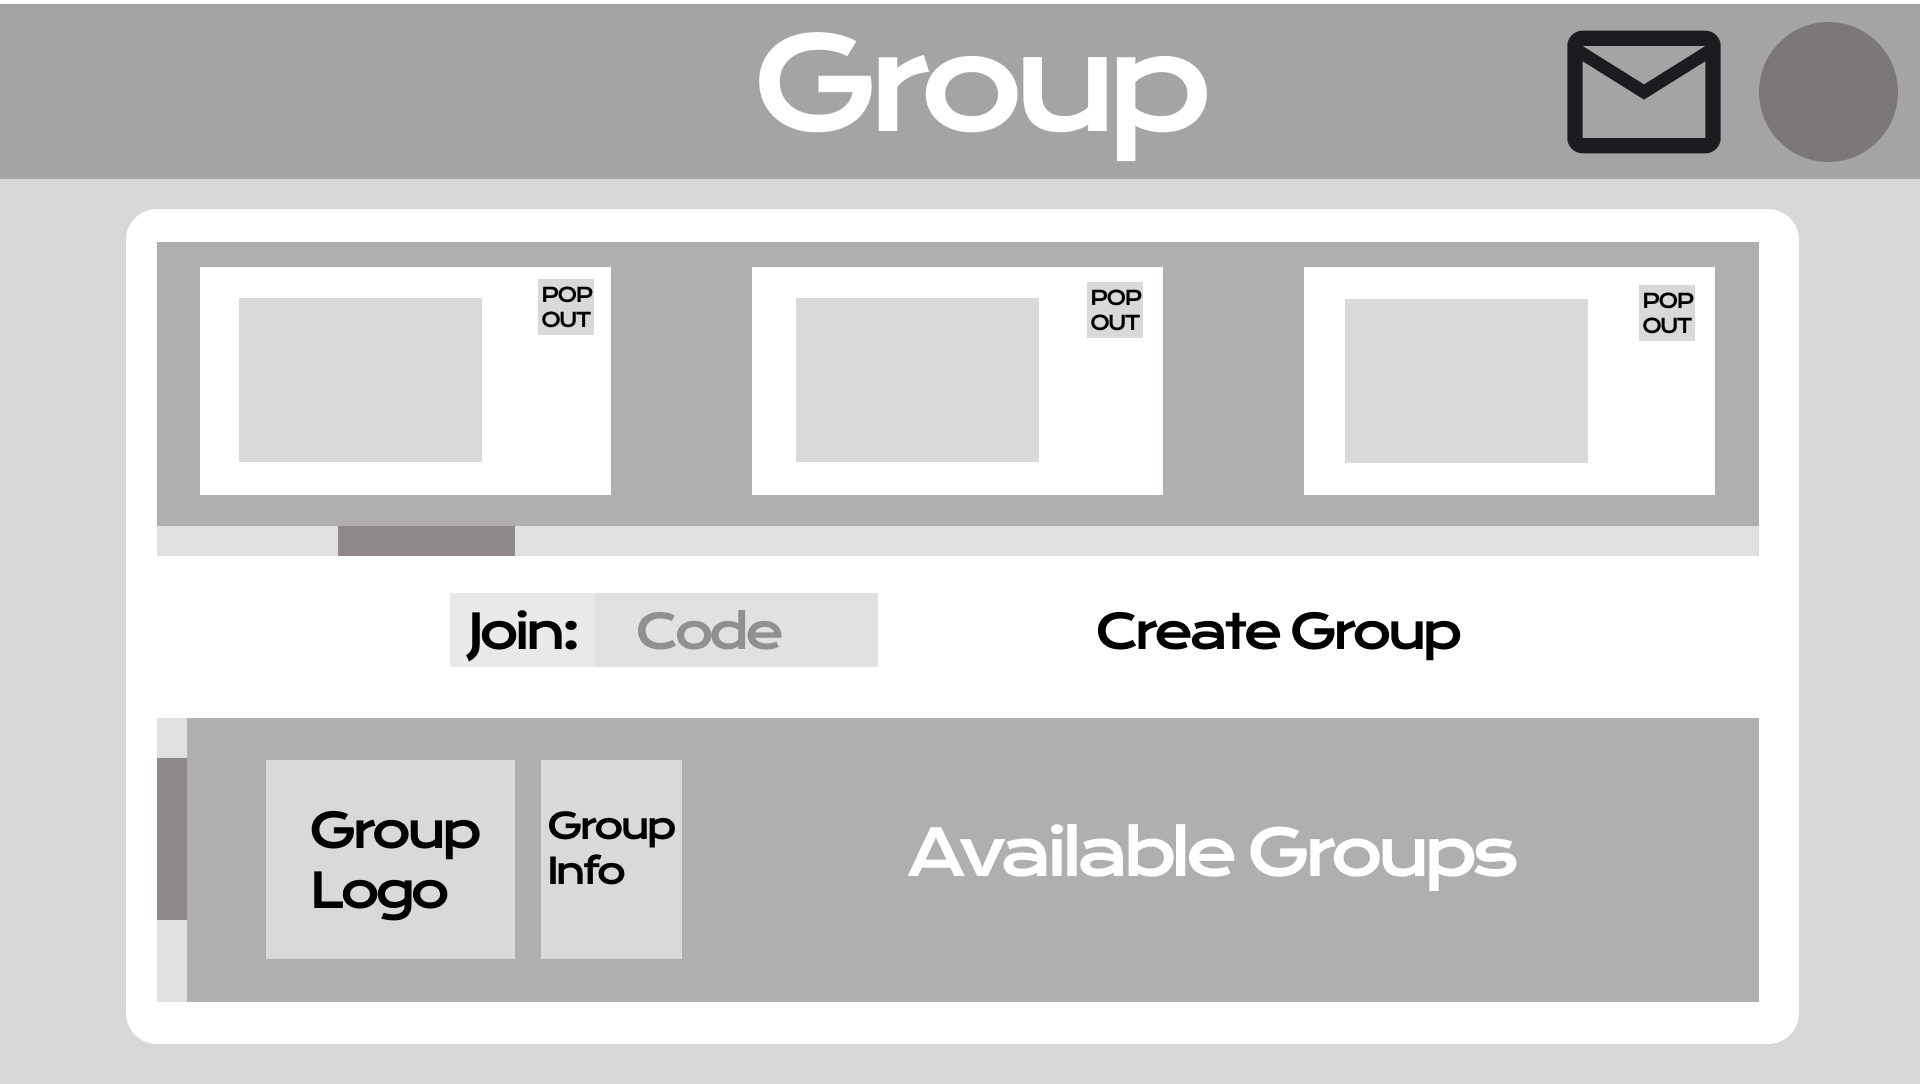 Group
POP
OUT
POP
OUT
POP
OUT
Join: Code
Create Group
Group
Logo
Group
Info
Available Groups